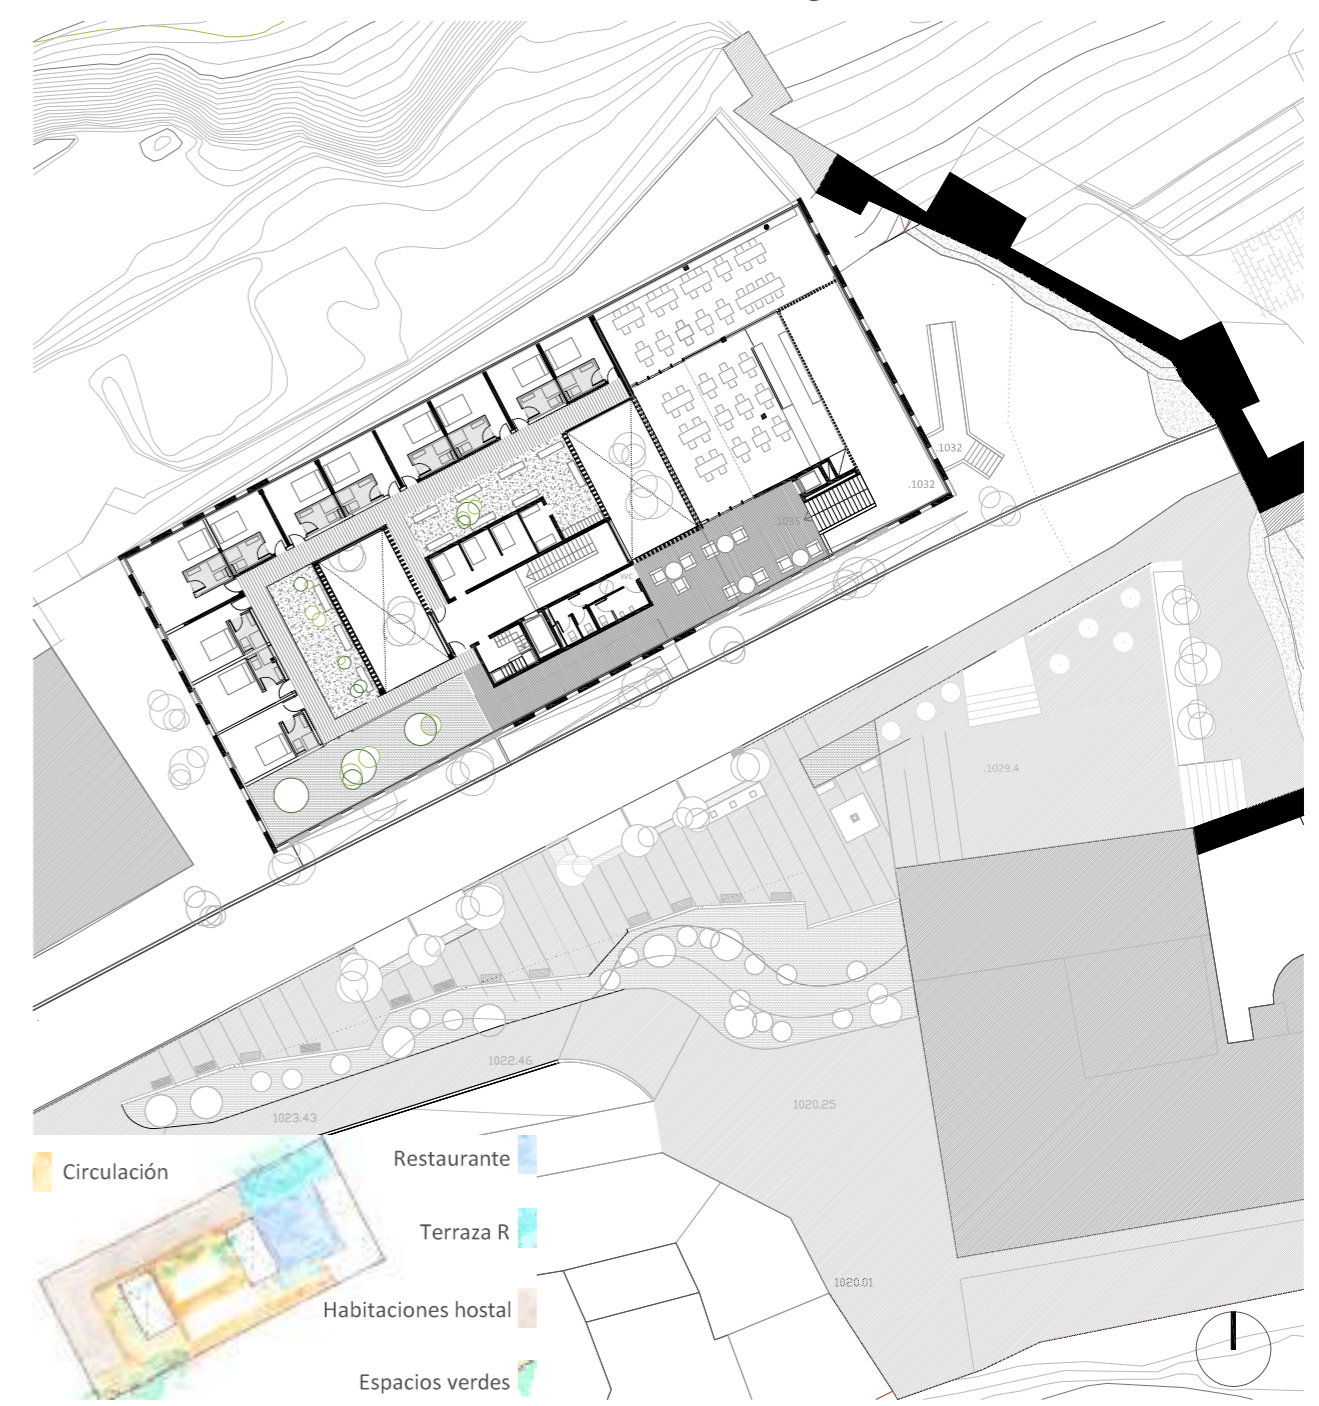 .1032
.1032
.1035
WC
.1029.4
1022.46
1023.43
1020.25
Circulación
Restaurante
Terraza R
Habitaciones hostal
1020.01
Espacios verdes